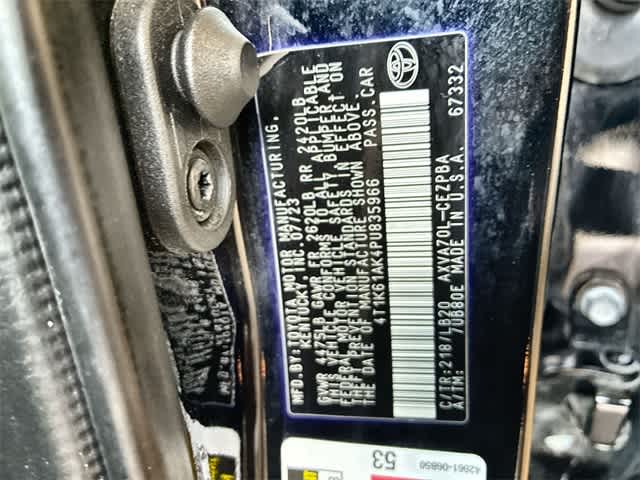 MFD.BY:TOYOTA MOTOR MANUFACTURING,
KENTUCKY, INC. 07/23
GVWR 4475LB GAWR FR 2620LB RR 2420LB
THIS VEHICLE CONFORMS TO ALL APPLICABLE
FEDERAL MOTOR VEHICLE SAFETY, BUMPER AND
THEFT PREVENTION STANDARDS IN EFFECT ON
THE DATE OF MANUFACTURE SHOWN ABOVE.
4T1K61AK4PU835966 PASS.CAR
C/TR:218/LB20 AXVA70L-CEZPBA
A/TM: 7UB80E MADE IN U.S.A. 67332
53
42661-06B50